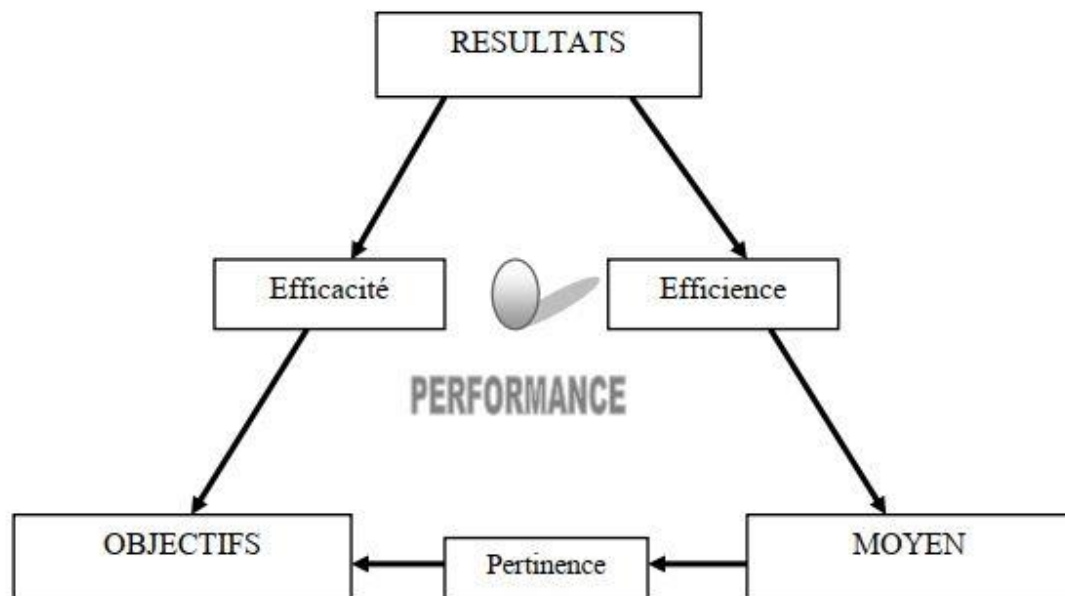 RESULTATS
Efficacité
Efficience
PERFORMANCE
OBJECTIFS
Pertinence
MOYEN